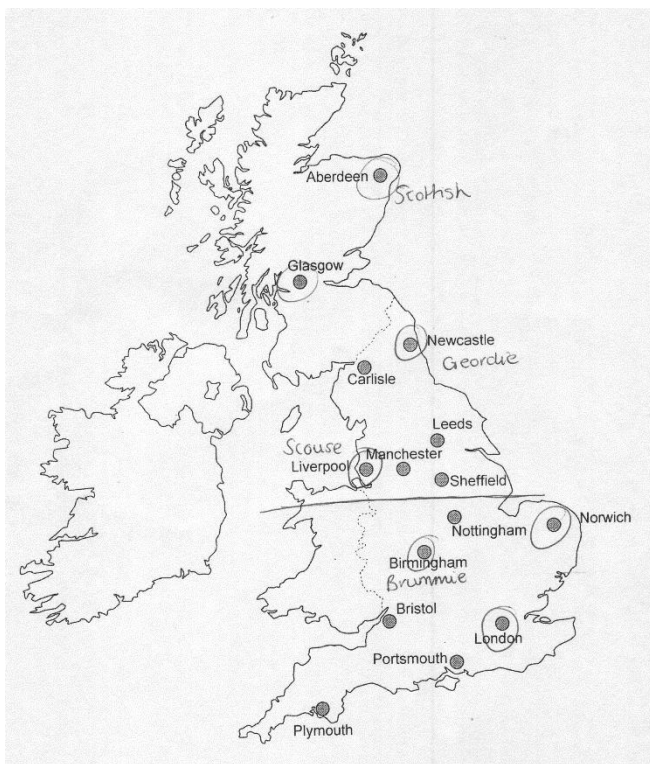 Aberdeen
Scottish
Glasgow
Newcastle
Geordie
Carlisle
Leeds
Scouse
Manchester
Liverpool
Sheffield
Norwich
Nottingham
Birmingham
Brummie
Bristol
London
Portsmouth
Plymouth